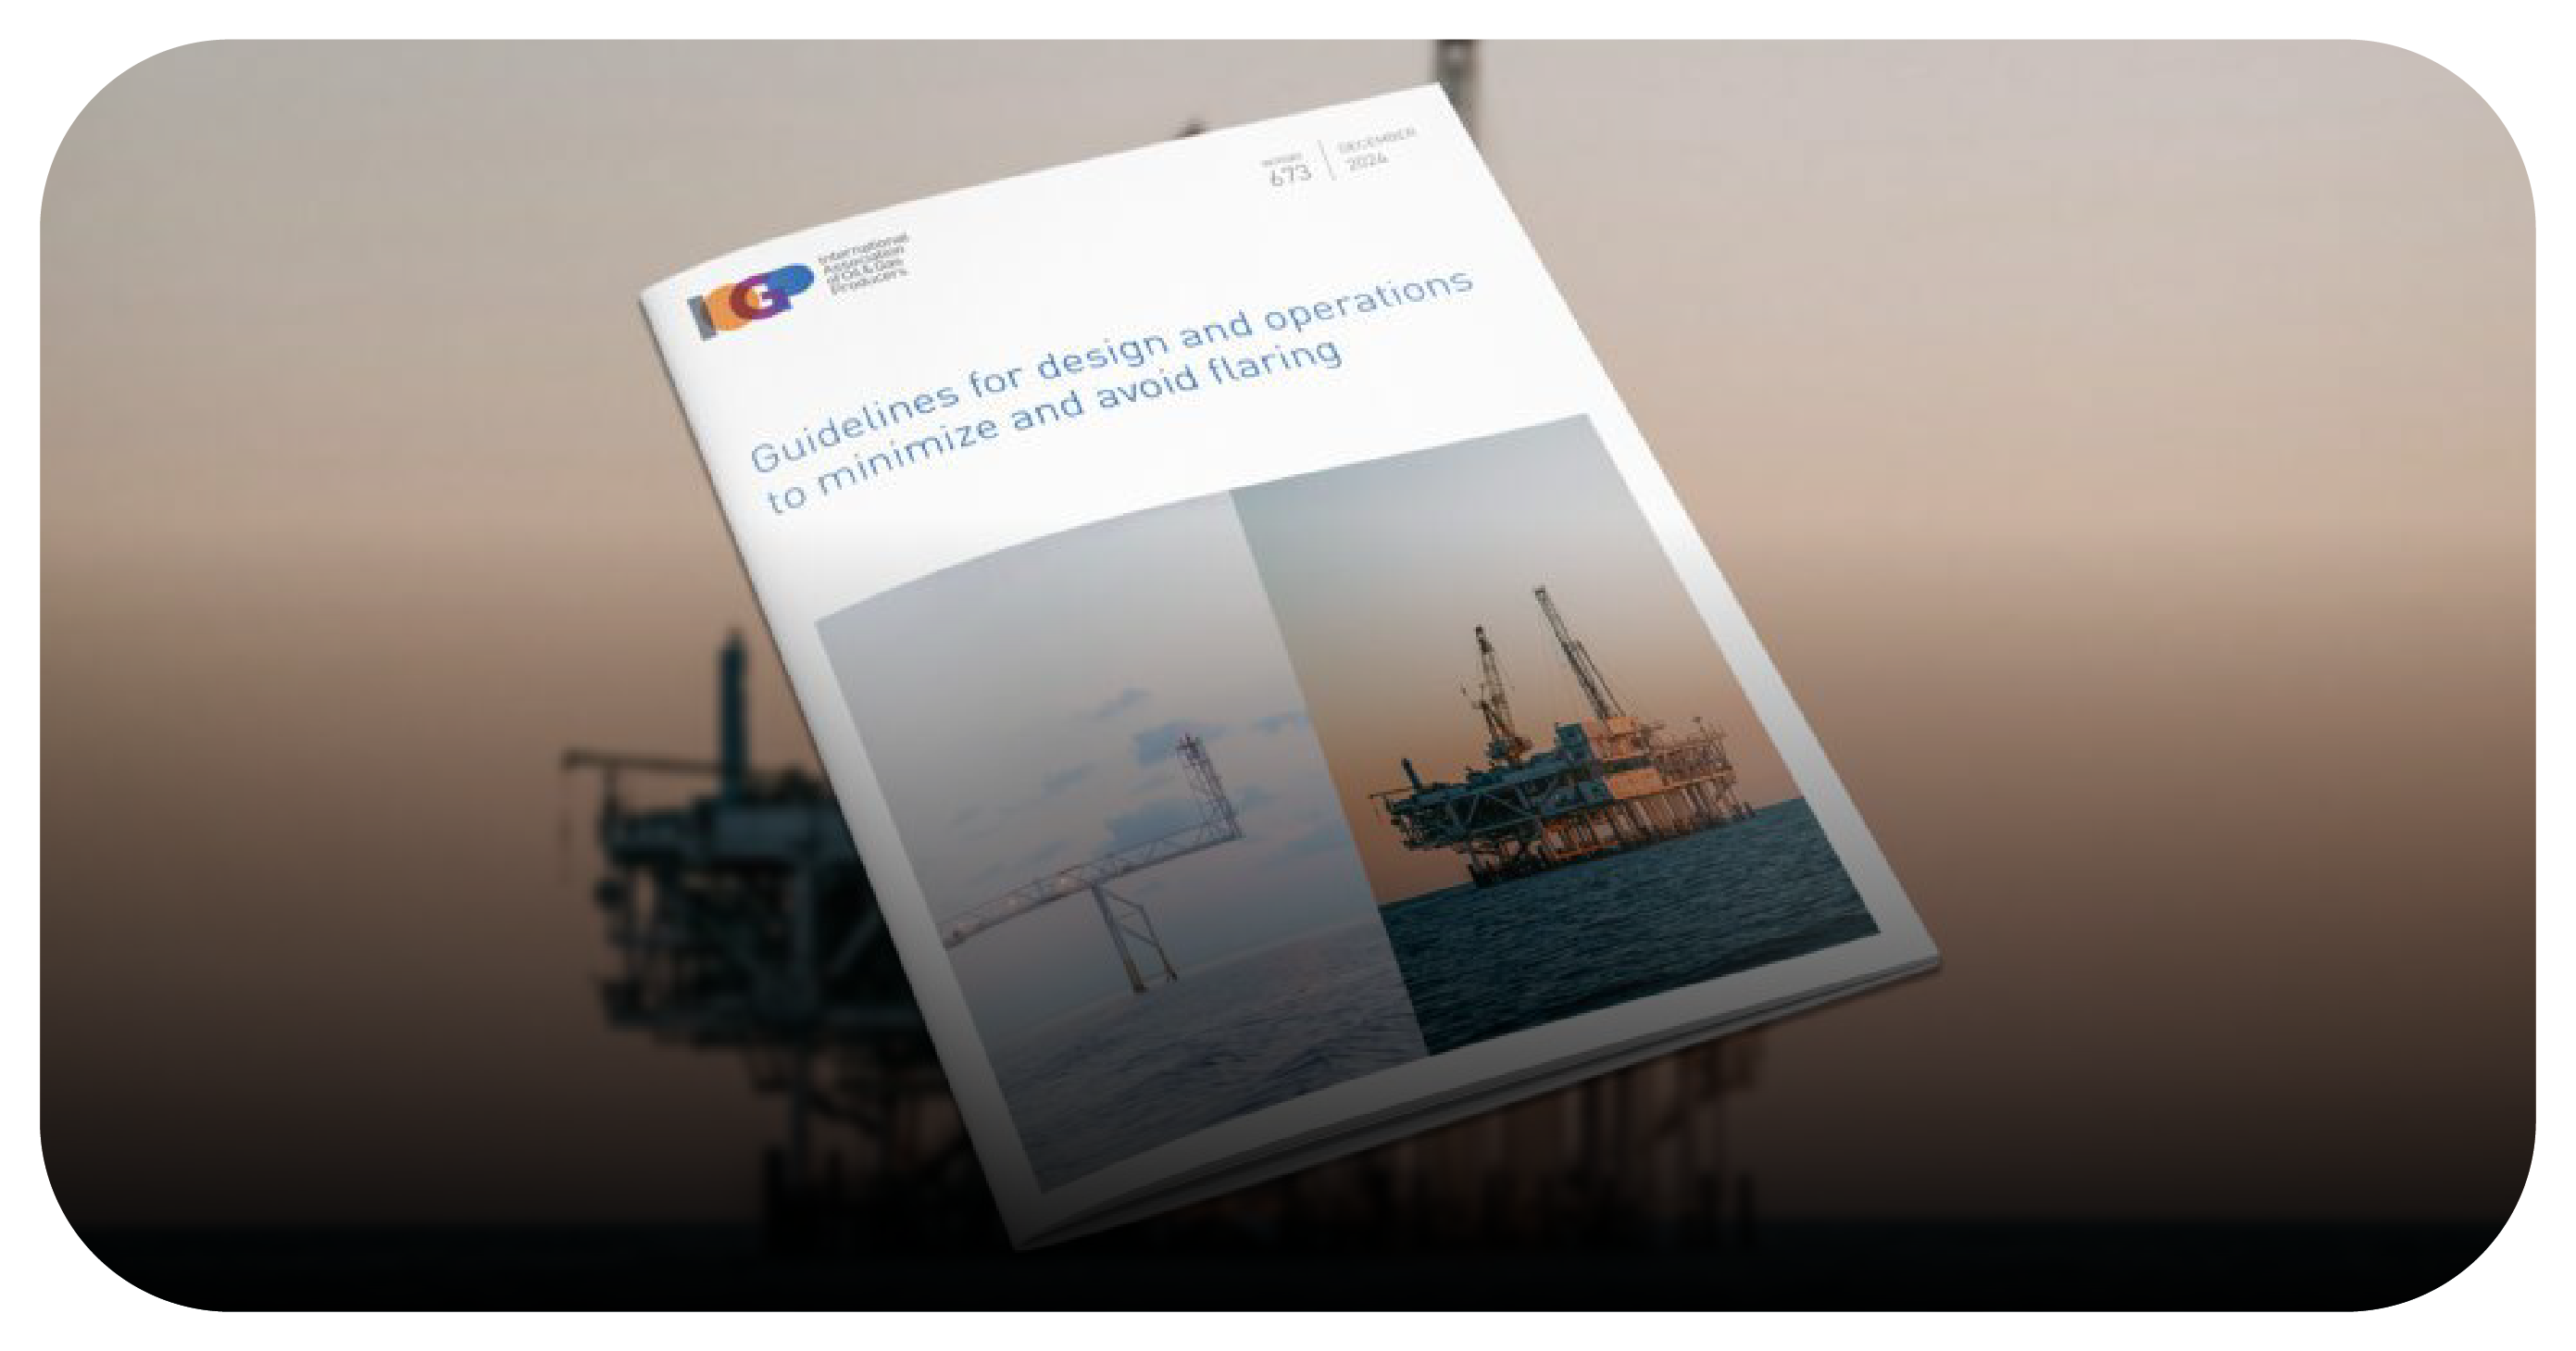 REPORT
673
DECEMBER
2024
IOGP
International
Association
of Oil & Gas
Producers
Guidelines for design and operations
to minimize and avoid flaring